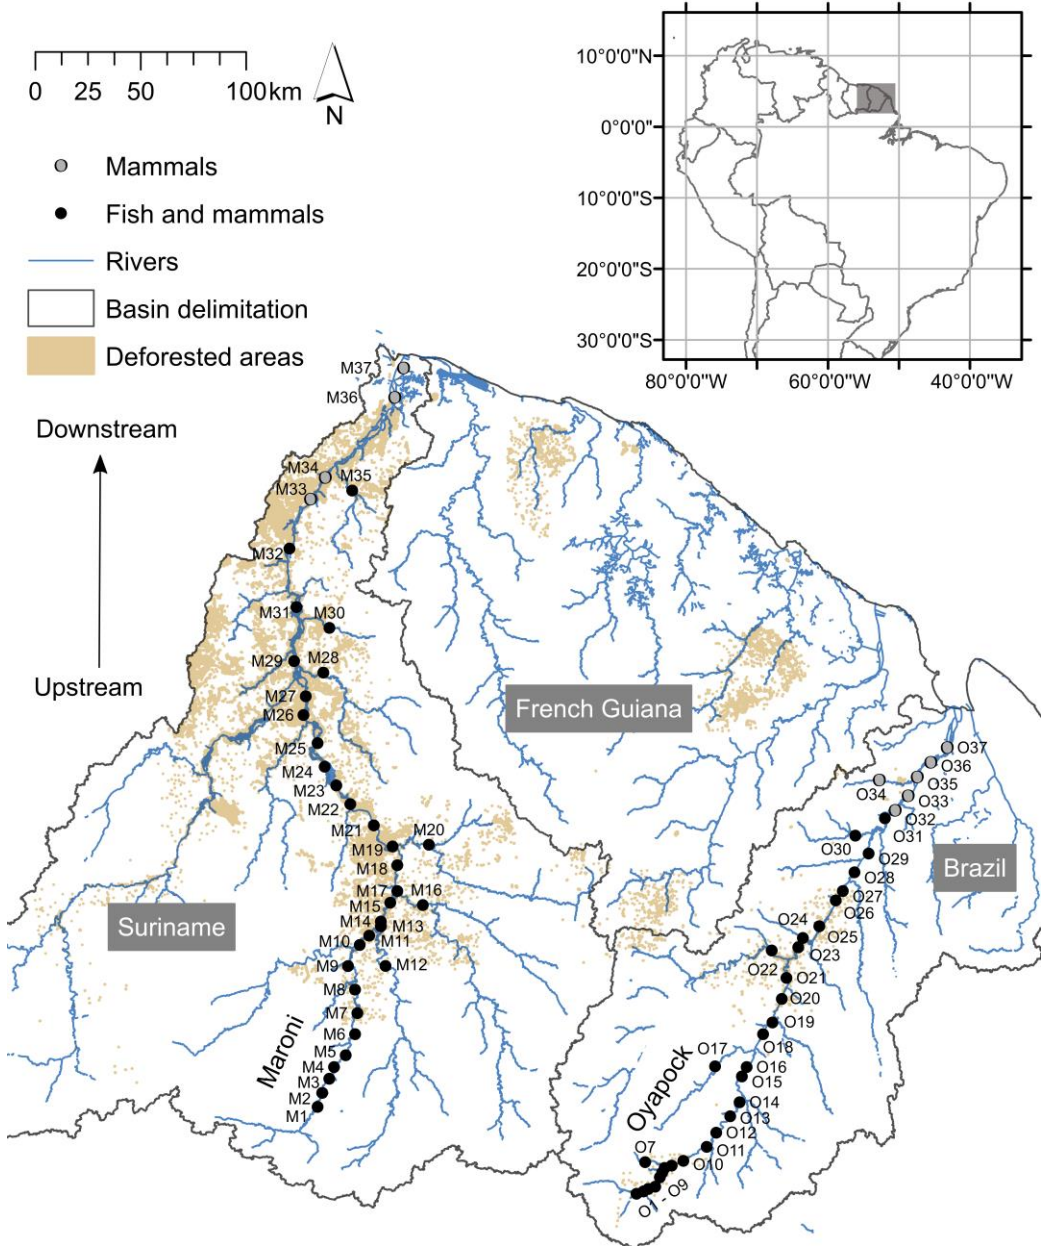 0 25 50 100km
N
Mammals
Fish and mammals
Rivers
Basin delimitation
Deforested areas
Downstream
Upstream
10°0'0"N
0°0'0"
10°0'0"S
20°0'0"S
30°0'0"S
80°0'0"W 60°0'0"W 40°0'0"W
M37
M36
M34
M35
M33
M32
M31
M30
M29
M28
M27
M26
M25
M24
M23
M22
M21
M20
M19
M18
M17
M16
M15
M14
M13
M11
M10
M12
M9
M8
M7
M6
M5
M4
M3
M2
M1
Maroni
Suriname
French Guiana
Brazil
Oyapock
O37
O36
O35
O34
O33
O32
O31
O30
O29
O28
O27
O26
O25
O24
O23
O22
O21
O20
O19
O18
O17
O16
O15
O14
O13
O12
O11
O10
O7
O1 - O9